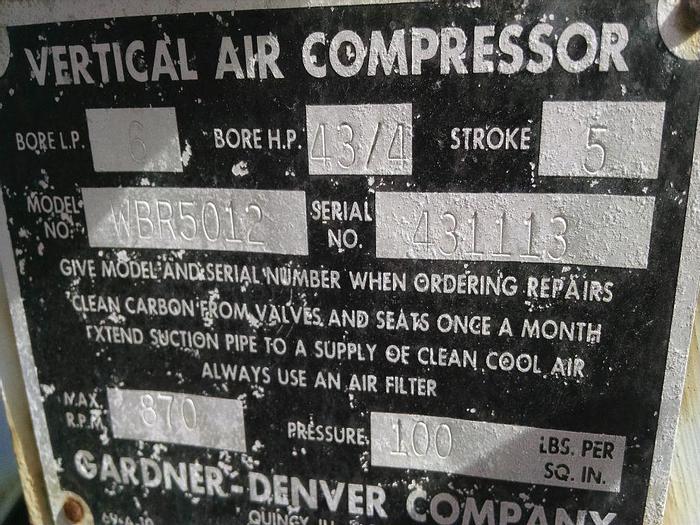 VERTICAL AIR COMPRESSOR
BORE L.P. 6 BORE H.P. 43/4 STROKE 5
MODEL NO. WBR5012 SERIAL NO. 431113
GIVE MODEL AND SERIAL NUMBER WHEN ORDERING REPAIRS
CLEAN CARBON FROM VALVES AND SEATS ONCE A MONTH
EXTEND SUCTION PIPE TO A SUPPLY OF CLEAN COOL AIR
ALWAYS USE AN AIR FILTER
MAX. R.P.M. 870 PRESSURE 100 LBS. PER SQ. IN.
GARDNER-DENVER COMPANY
QUINCY, ILL